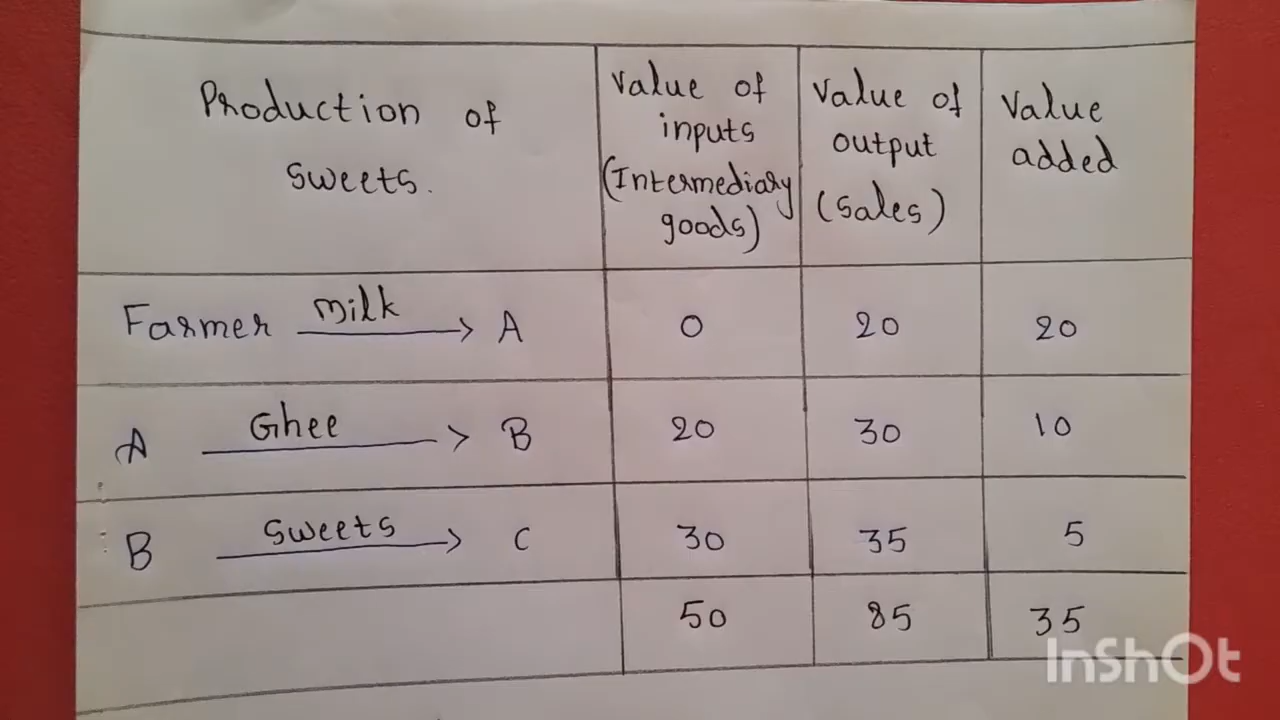 Production of
Sweets.
Value of
inputs
(Intermediary
goods)
Value of
output
(Sales)
Value
added
Farmer milk → A
0
20
20
A Ghee → B
20
30
10
B Sweets → C
30
35
5
50
85
35
InShOt